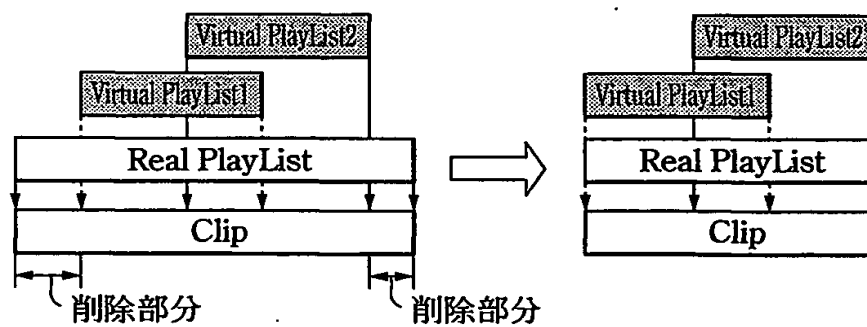 Virtual PlayList2
Virtual PlayList1
Real PlayList
Clip
削除部分
削除部分
Virtual PlayList2
Virtual PlayList1
Real PlayList
Clip